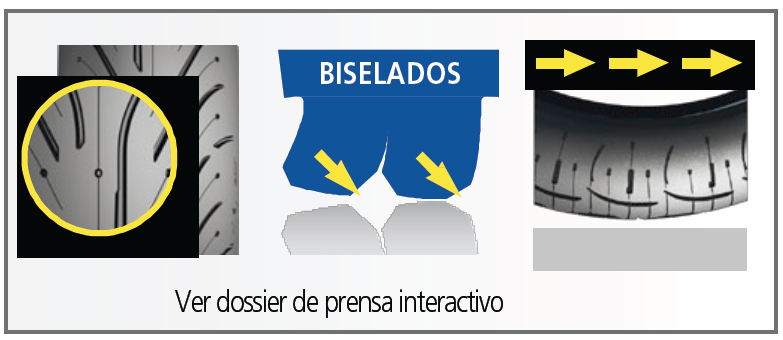 BISELADOS
Ver dossier de prensa interactivo